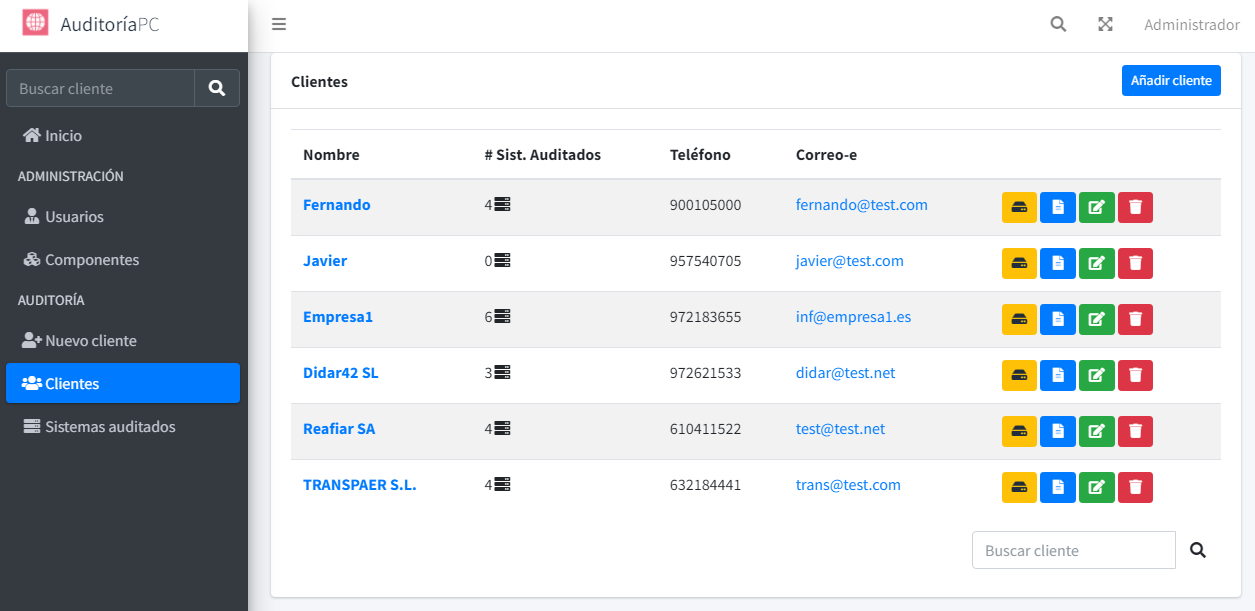 AuditoríaPC
Administrador
Buscar cliente
Inicio
ADMINISTRACIÓN
Usuarios
Componentes
AUDITORÍA
Nuevo cliente
Clientes
Sistemas auditados
Clientes
Añadir cliente
Nombre # Sist. Auditados Teléfono Correo-e
Fernando 4 900105000 fernando@test.com
Javier 0 957540705 javier@test.com
Empresa1 6 972183655 inf@empresa1.es
Didar42 SL 3 972621533 didar@test.net
Reafiar SA 4 610411522 test@test.net
TRANSPAER S.L. 4 632184441 trans@test.com
Buscar cliente